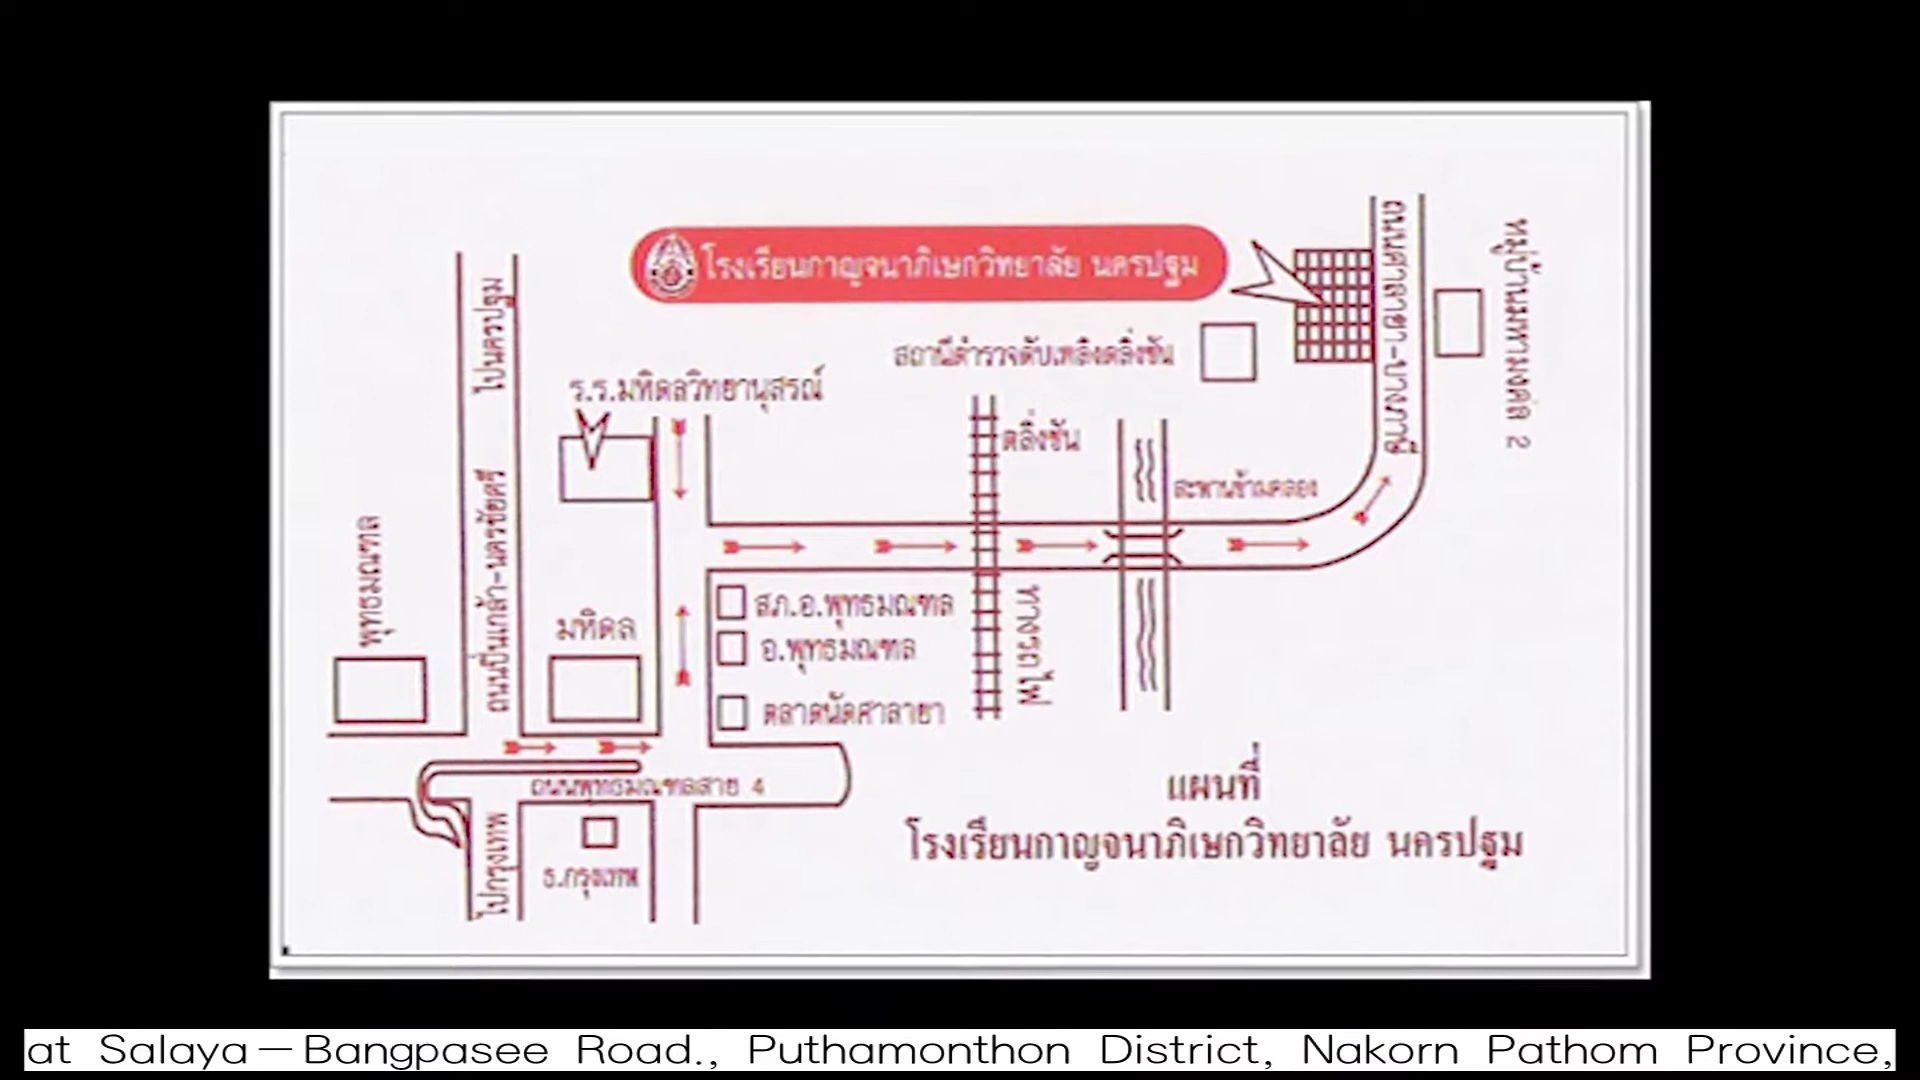 โรงเรียนกาญจนาภิเษกวิทยาลัย นครปฐม
ถนนศาลายา-บางภาษี
หมู่บ้านมหามงคล 2
ไปนครปฐม
สถานีตำรวจดับเพลิงตลิ่งชัน
ร.ร.มหิดลวิทยานุสรณ์
ตลิ่งชัน
สะพานข้ามคลอง
พุทธมณฑล
ถนนปิ่นเกล้า-นครชัยศรี
มหิดล
สภ.อ.พุทธมณฑล
อ.พุทธมณฑล
ทางรถไฟ
ตลาดนัดศาลายา
ถนนพุทธมณฑลสาย 4
ไปกรุงเทพ
ธ.กรุงเทพ
แผนที่
โรงเรียนกาญจนาภิเษกวิทยาลัย นครปฐม
at Salaya – Bangpasee Road., Puthamonthon District, Nakorn Pathom Province,